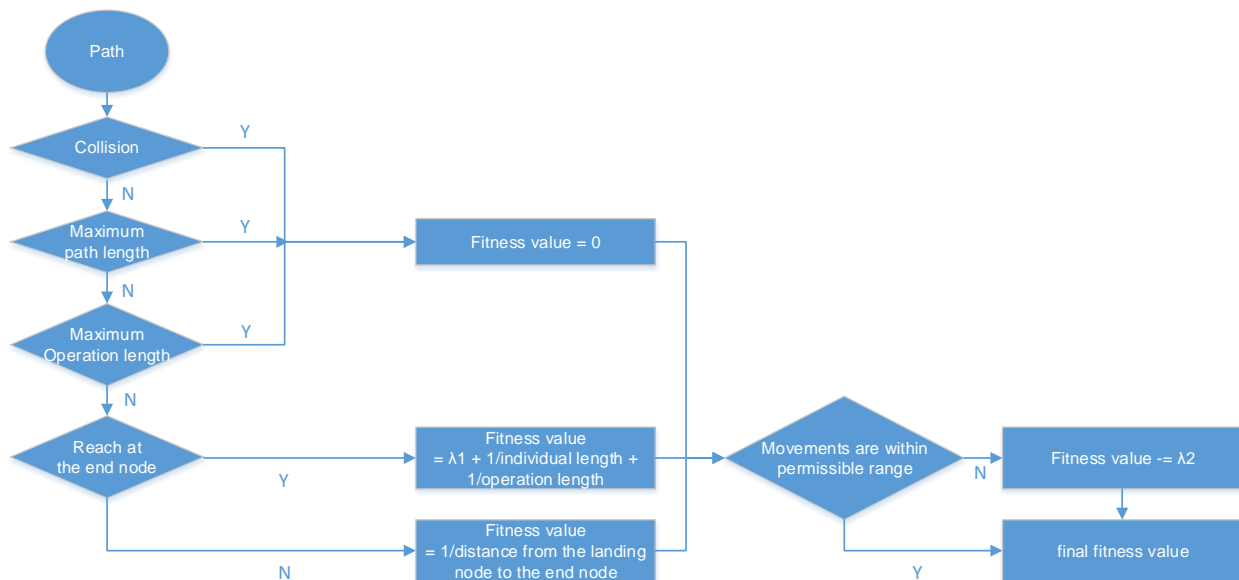 Path
Collision
Y
N
Maximum
path length
Y
Fitness value = 0
N
Maximum
Operation length
Y
N
Reach at
the end node
Y
Fitness value
= λ1 + 1/individual length +
1/operation length
Movements are within
permissible range
N
Fitness value -= λ2
N
Fitness value
= 1/distance from the landing
node to the end node
Y
final fitness value